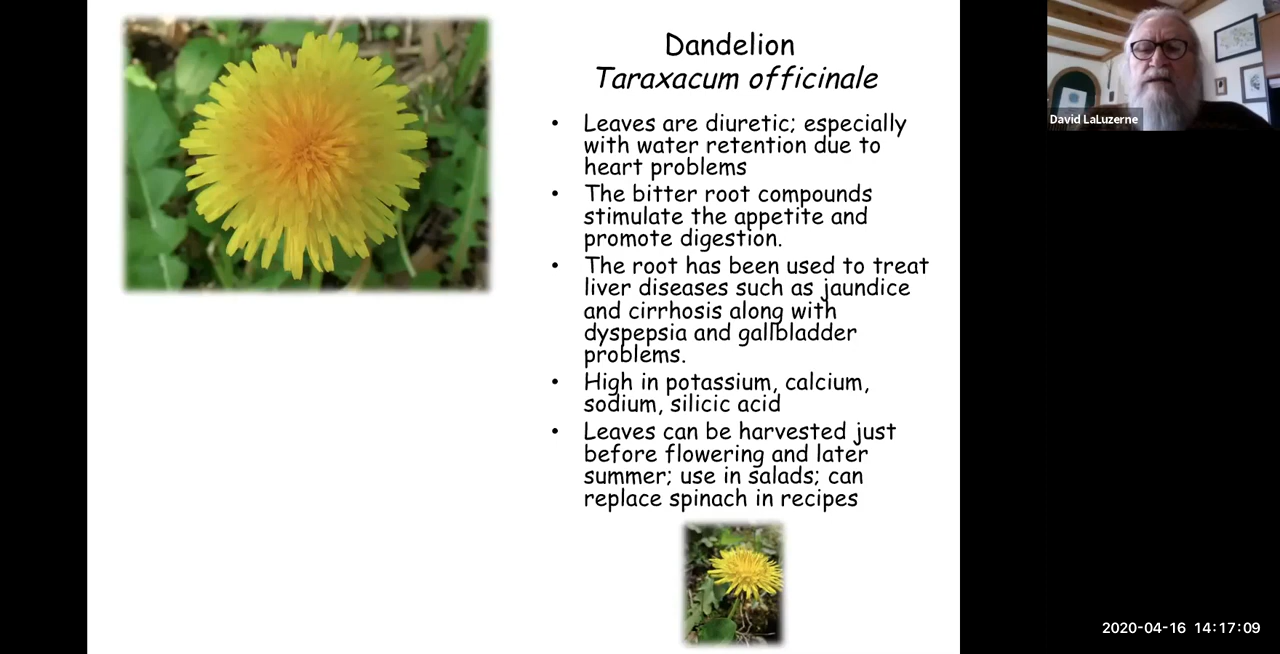 Dandelion
Taraxacum officinale
• Leaves are diuretic; especially
with water retention due to
heart problems
• The bitter root compounds
stimulate the appetite and
promote digestion.
• The root has been used to treat
liver diseases such as jaundice
and cirrhosis along with
dyspepsia and gallbladder
problems.
• High in potassium, calcium,
sodium, silicic acid
• Leaves can be harvested just
before flowering and later
summer; use in salads; can
replace spinach in recipes
David LaLuzerne
2020-04-16 14:17:09